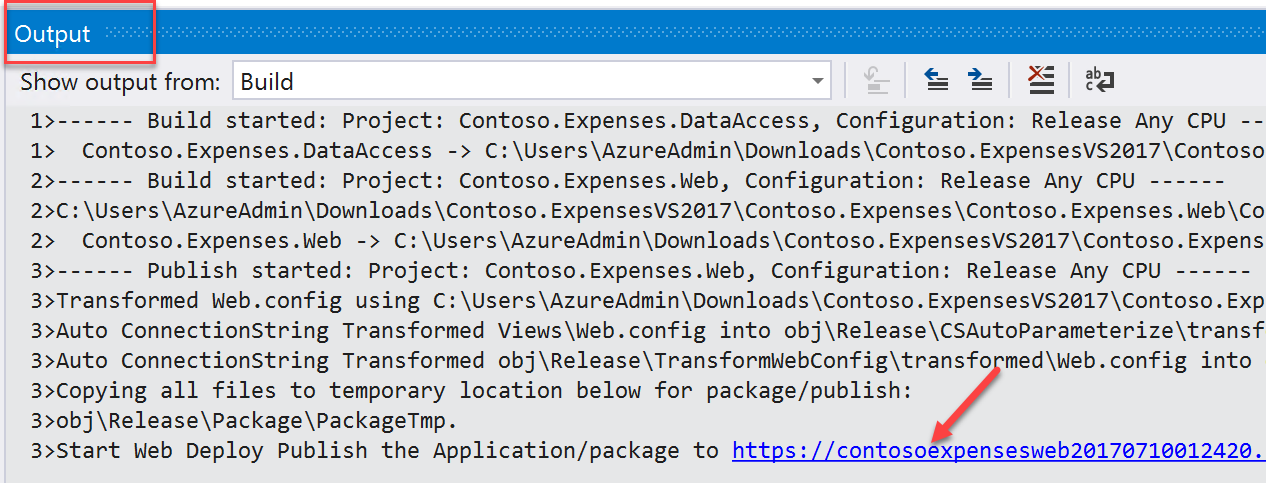 Output
Show output from: Build
1>------ Build started: Project: Contoso.Expenses.DataAccess, Configuration: Release Any CPU --
1>  Contoso.Expenses.DataAccess -> C:\Users\AzureAdmin\Downloads\Contoso.ExpensesVS2017\Contoso
2>------ Build started: Project: Contoso.Expenses.Web, Configuration: Release Any CPU ------
2>C:\Users\AzureAdmin\Downloads\Contoso.ExpensesVS2017\Contoso.Expenses\Contoso.Expenses.Web\Co
2>  Contoso.Expenses.Web -> C:\Users\AzureAdmin\Downloads\Contoso.ExpensesVS2017\Contoso.Expens
3>------ Publish started: Project: Contoso.Expenses.Web, Configuration: Release Any CPU ------
3>Transformed Web.config using C:\Users\AzureAdmin\Downloads\Contoso.ExpensesVS2017\Contoso.Exp
3>Auto ConnectionString Transformed Views\Web.config into obj\Release\CSAutoParameterize\transf
3>Auto ConnectionString Transformed obj\Release\TransformWebConfig\transformed\Web.config into
3>Copying all files to temporary location below for package/publish:
3>obj\Release\Package\PackageTmp.
3>Start Web Deploy Publish the Application/package to https://contosoexpensesweb20170710012420.